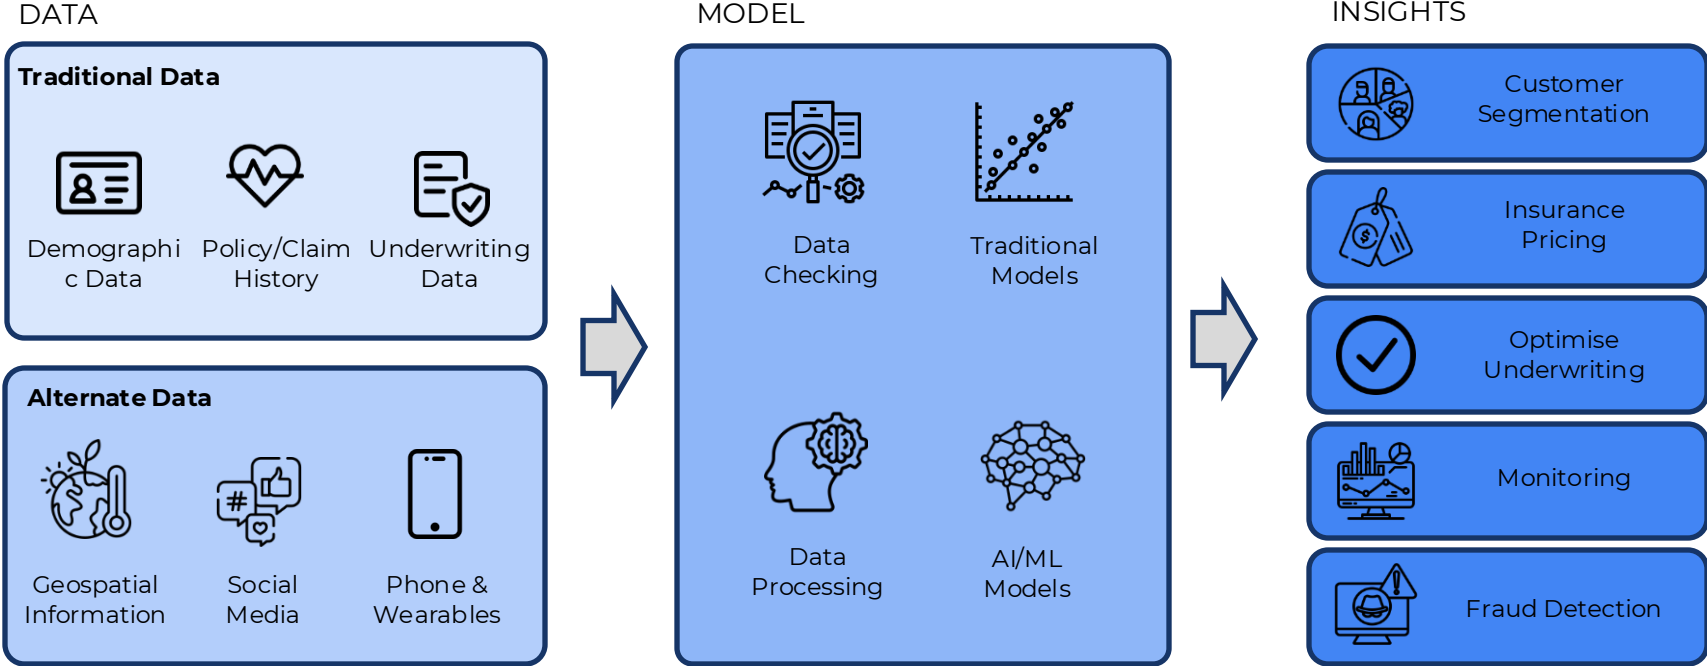 DATA
Traditional Data
Demographi
c Data
Policy/Claim
History
Underwriting
Data
Alternate Data
Geospatial
Information
Social
Media
Phone &
Wearables
MODEL
Data
Checking
Traditional
Models
Data
Processing
AI/ML
Models
INSIGHTS
Customer
Segmentation
$
Insurance
Pricing
Optimise
Underwriting
Monitoring
Fraud Detection
#